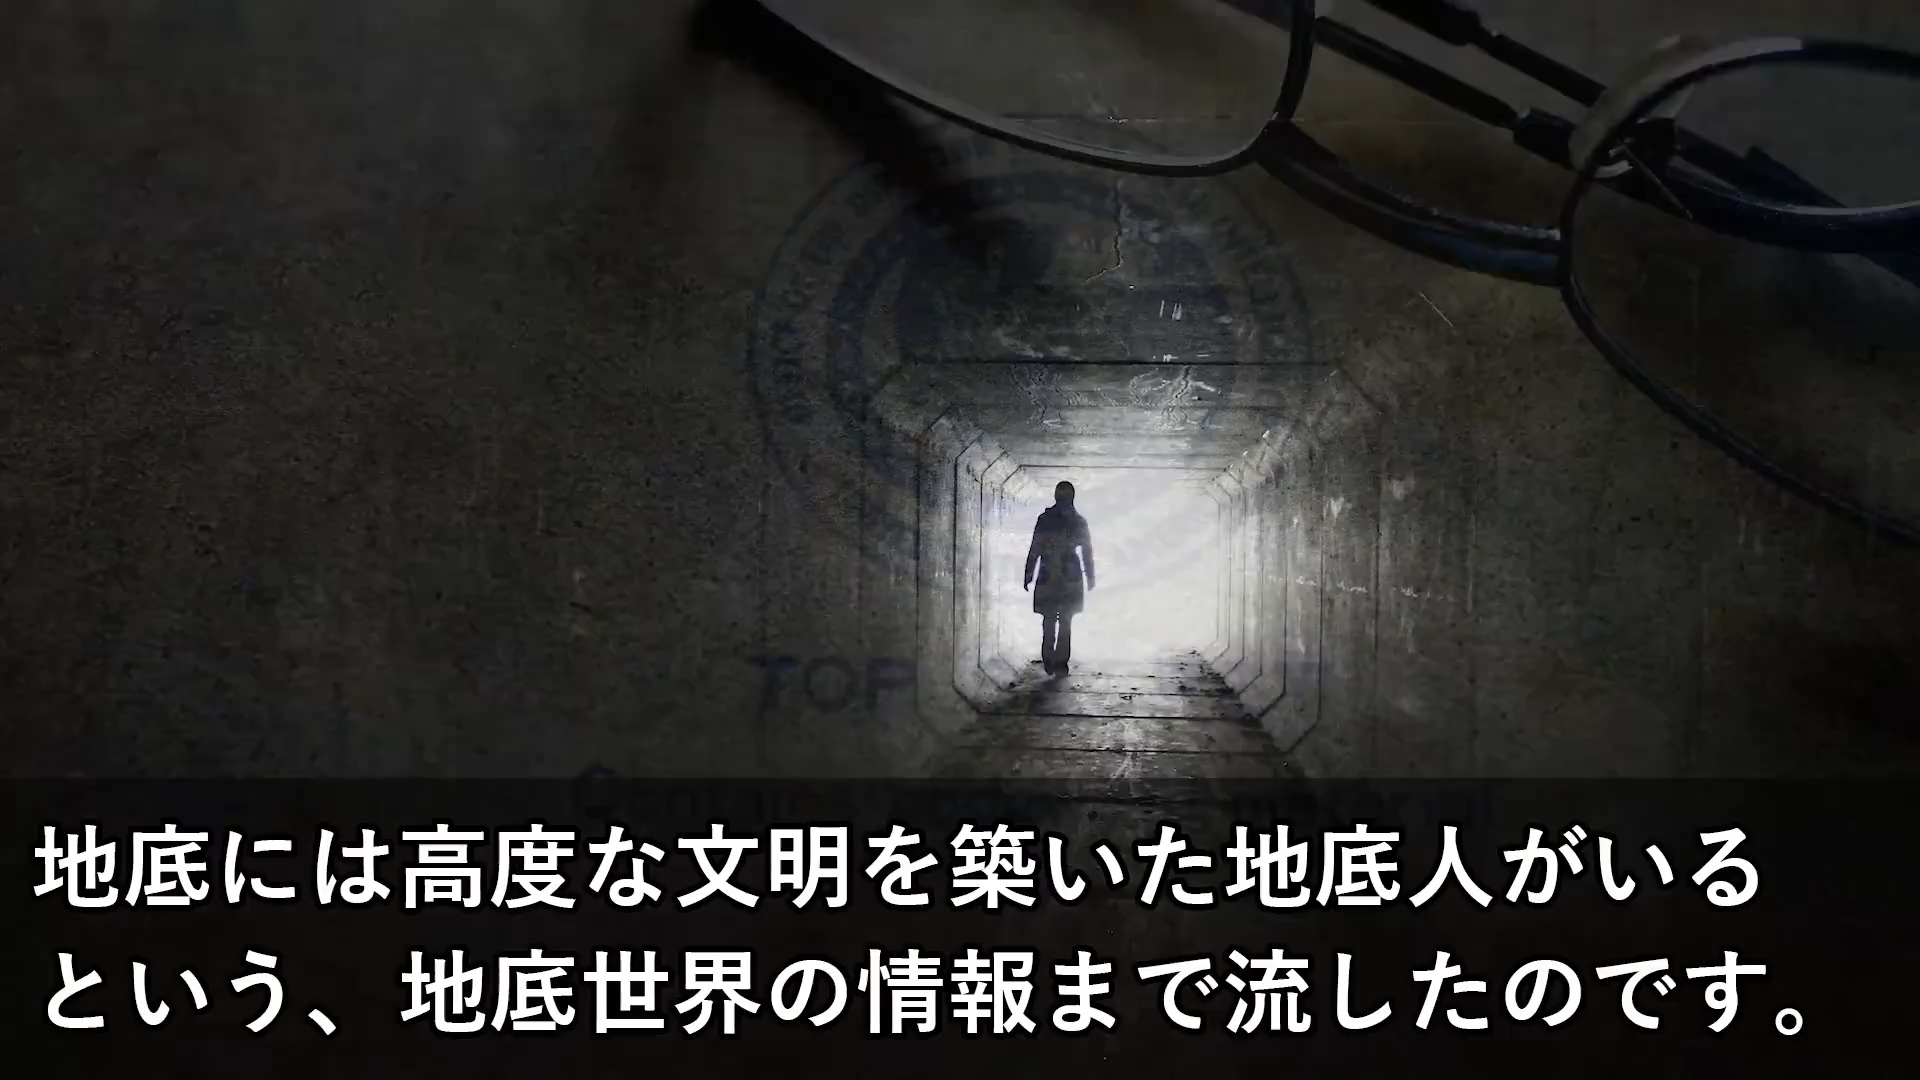 TOP
地底には高度な文明を築いた地底人がいる
という、地底世界の情報まで流したのです。